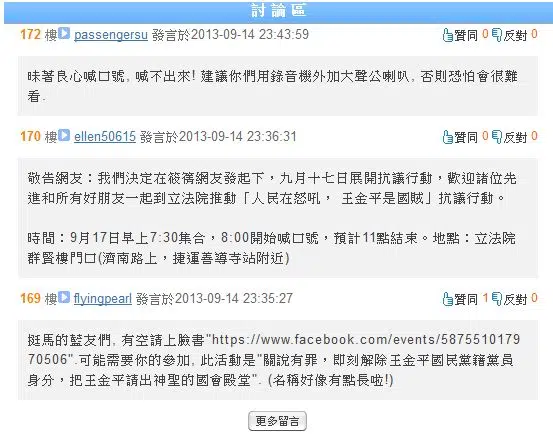 討論區
172 樓 passengersu 發言於2013-09-14 23:43:59 贊同 0 反對 0
昧著良心喊口號, 喊不出來! 建議你們用錄音機外加大聲公喇叭, 否則恐怕會很難
看.
170 樓 ellen50615 發言於2013-09-14 23:36:31 贊同 0 反對 0
敬告網友：我們決定在筱薇網友發起下，九月十七日展開抗議行動，歡迎諸位先
進和所有好朋友一起到立法院推動「人民在怒吼， 王金平是國賊」抗議行動。
時間：9月17日早上7:30集合，8:00開始喊口號，預計11點結束。地點：立法院
群賢樓門口(濟南路上，捷運善導寺站附近)
169 樓 flyingpearl 發言於2013-09-14 23:35:27 贊同 1 反對 0
挺馬的藍友們, 有空請上臉書"https://www.facebook.com/events/5875510179
70506".可能需要你的參加, 此活動是"關說有罪，即刻解除王金平國民黨籍黨員
身分，把王金平請出神聖的國會殿堂". (名稱好像有點長啦!)
更多留言